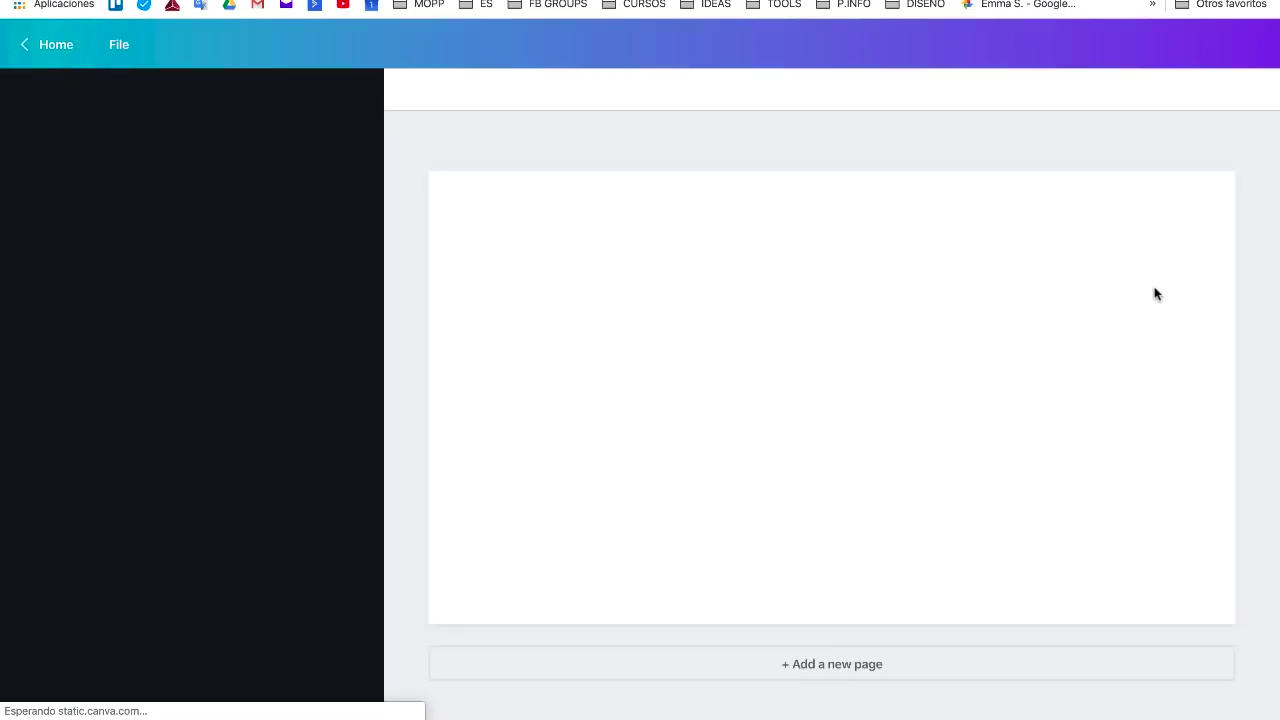 Aplicaciones MOPP ES FB GROUPS CURSOS IDEAS TOOLS P.INFO DISEÑO Emma S. - Google... » Otros favoritos
Home File
+ Add a new page
Esperando static.canva.com...